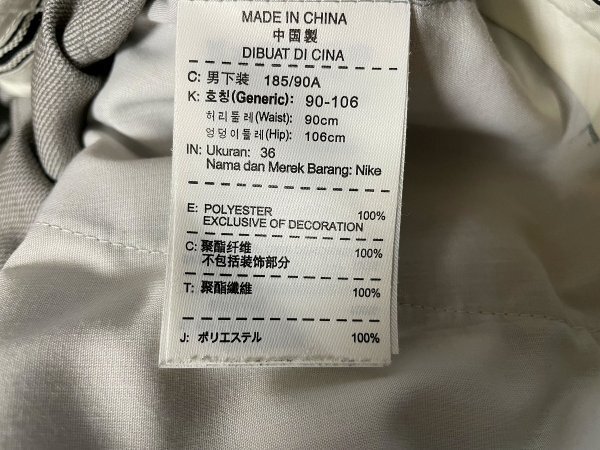 MADE IN CHINA
中国製
DIBUAT DI CINA
C: 男下装 185/90A
K: 호칭(Generic): 90-106
허리둘레(Waist): 90cm
엉덩이둘레(Hip): 106cm
IN: Ukuran: 36
Nama dan Merek Barang: Nike
E: POLYESTER 100%
EXCLUSIVE OF DECORATION
C: 聚酯纤维 100%
不包括装饰部分
T: 聚酯纖維 100%
J: ポリエステル 100%